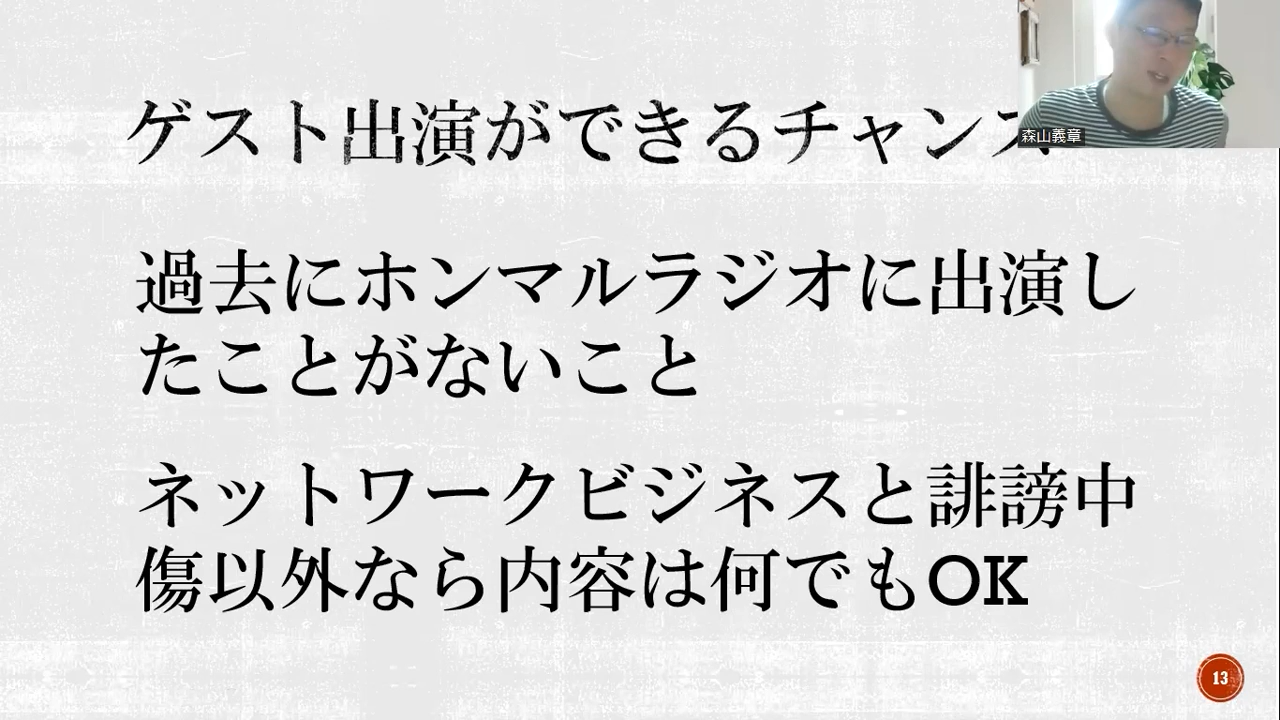 ゲスト出演ができるチャンス
森山義章
過去にホンマルラジオに出演し
たことがないこと
ネットワークビジネスと誹謗中
傷以外なら内容は何でもOK
13